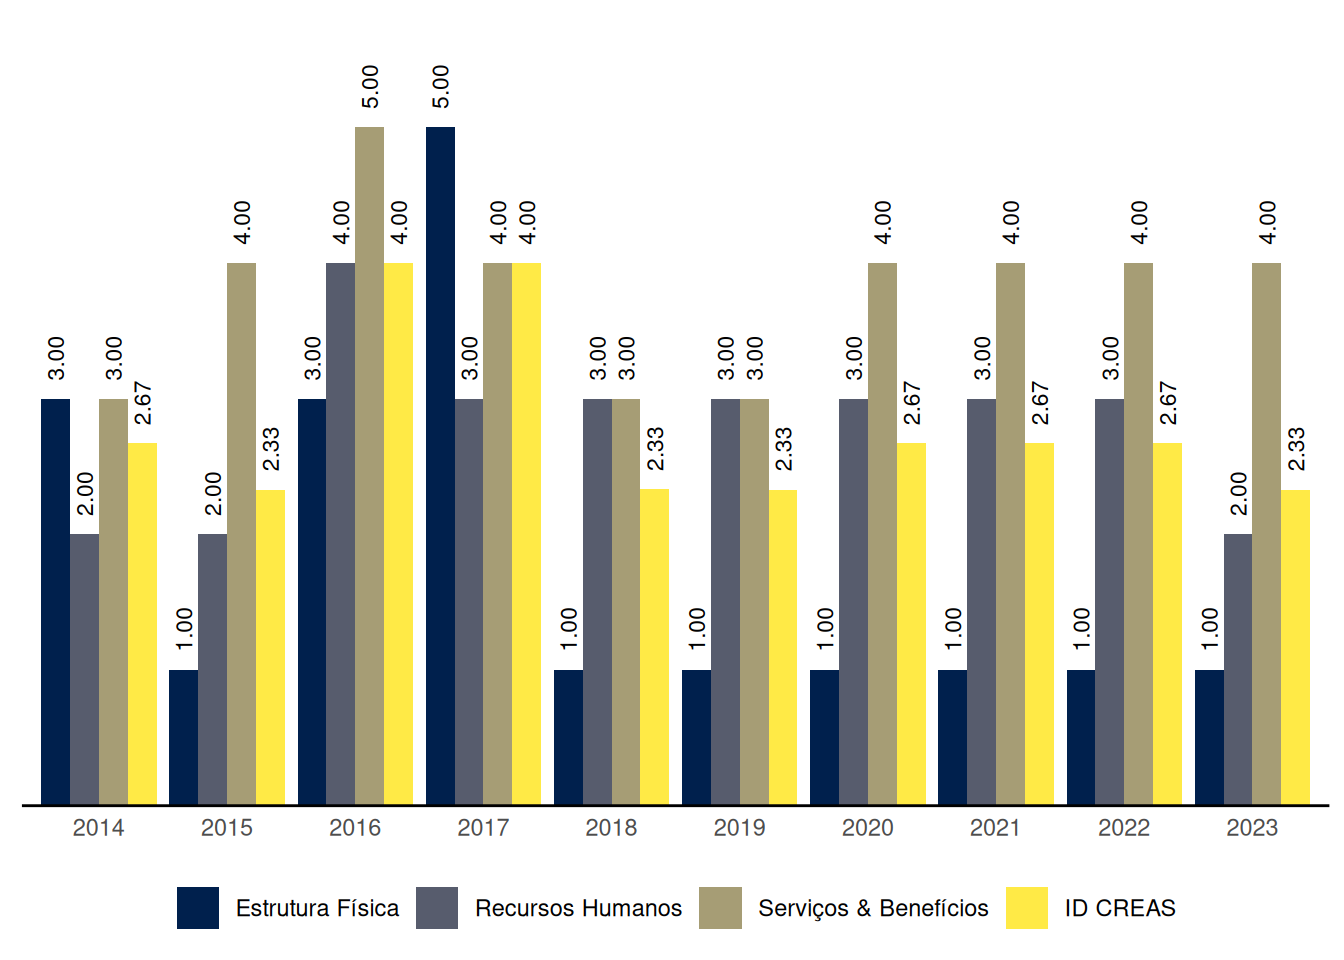 5.00 5.00
4.00 4.00 4.00 4.00 4.00 4.00 4.00 4.00 4.00
3.00 3.00 3.00 3.00 3.00 3.00 3.00 3.00 3.00 3.00 3.00
2.67 2.67 2.67 2.67
2.33 2.33 2.33 2.33
2.00 2.00 2.00
1.00 1.00 1.00 1.00 1.00 1.00 1.00
2014 2015 2016 2017 2018 2019 2020 2021 2022 2023
Estrutura Física Recursos Humanos Serviços & Benefícios ID CREAS